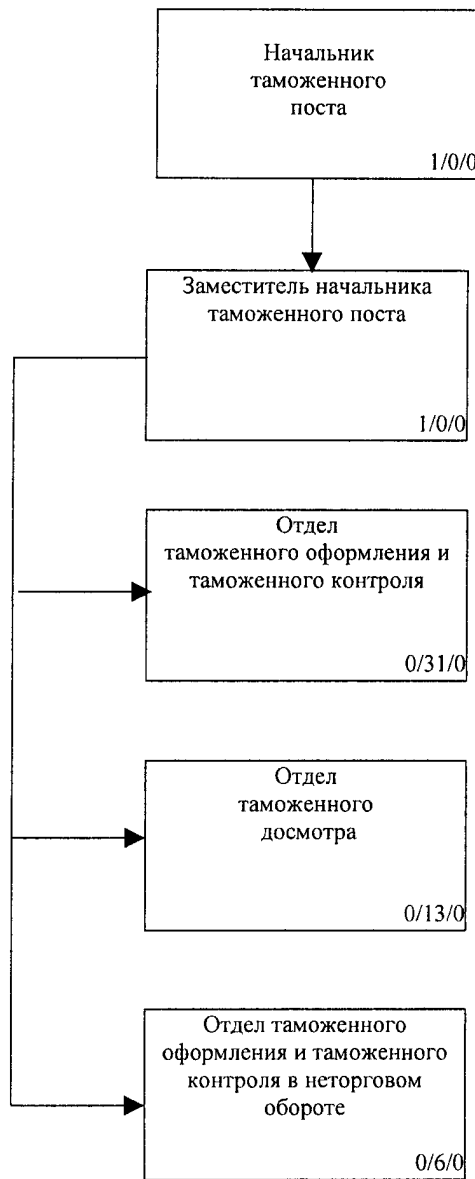 Начальник
таможенного
поста
1/0/0
Заместитель начальника
таможенного поста
1/0/0
Отдел
таможенного оформления и
таможенного контроля
0/31/0
Отдел
таможенного
досмотра
0/13/0
Отдел таможенного
оформления и таможенного
контроля в неторговом
обороте
0/6/0